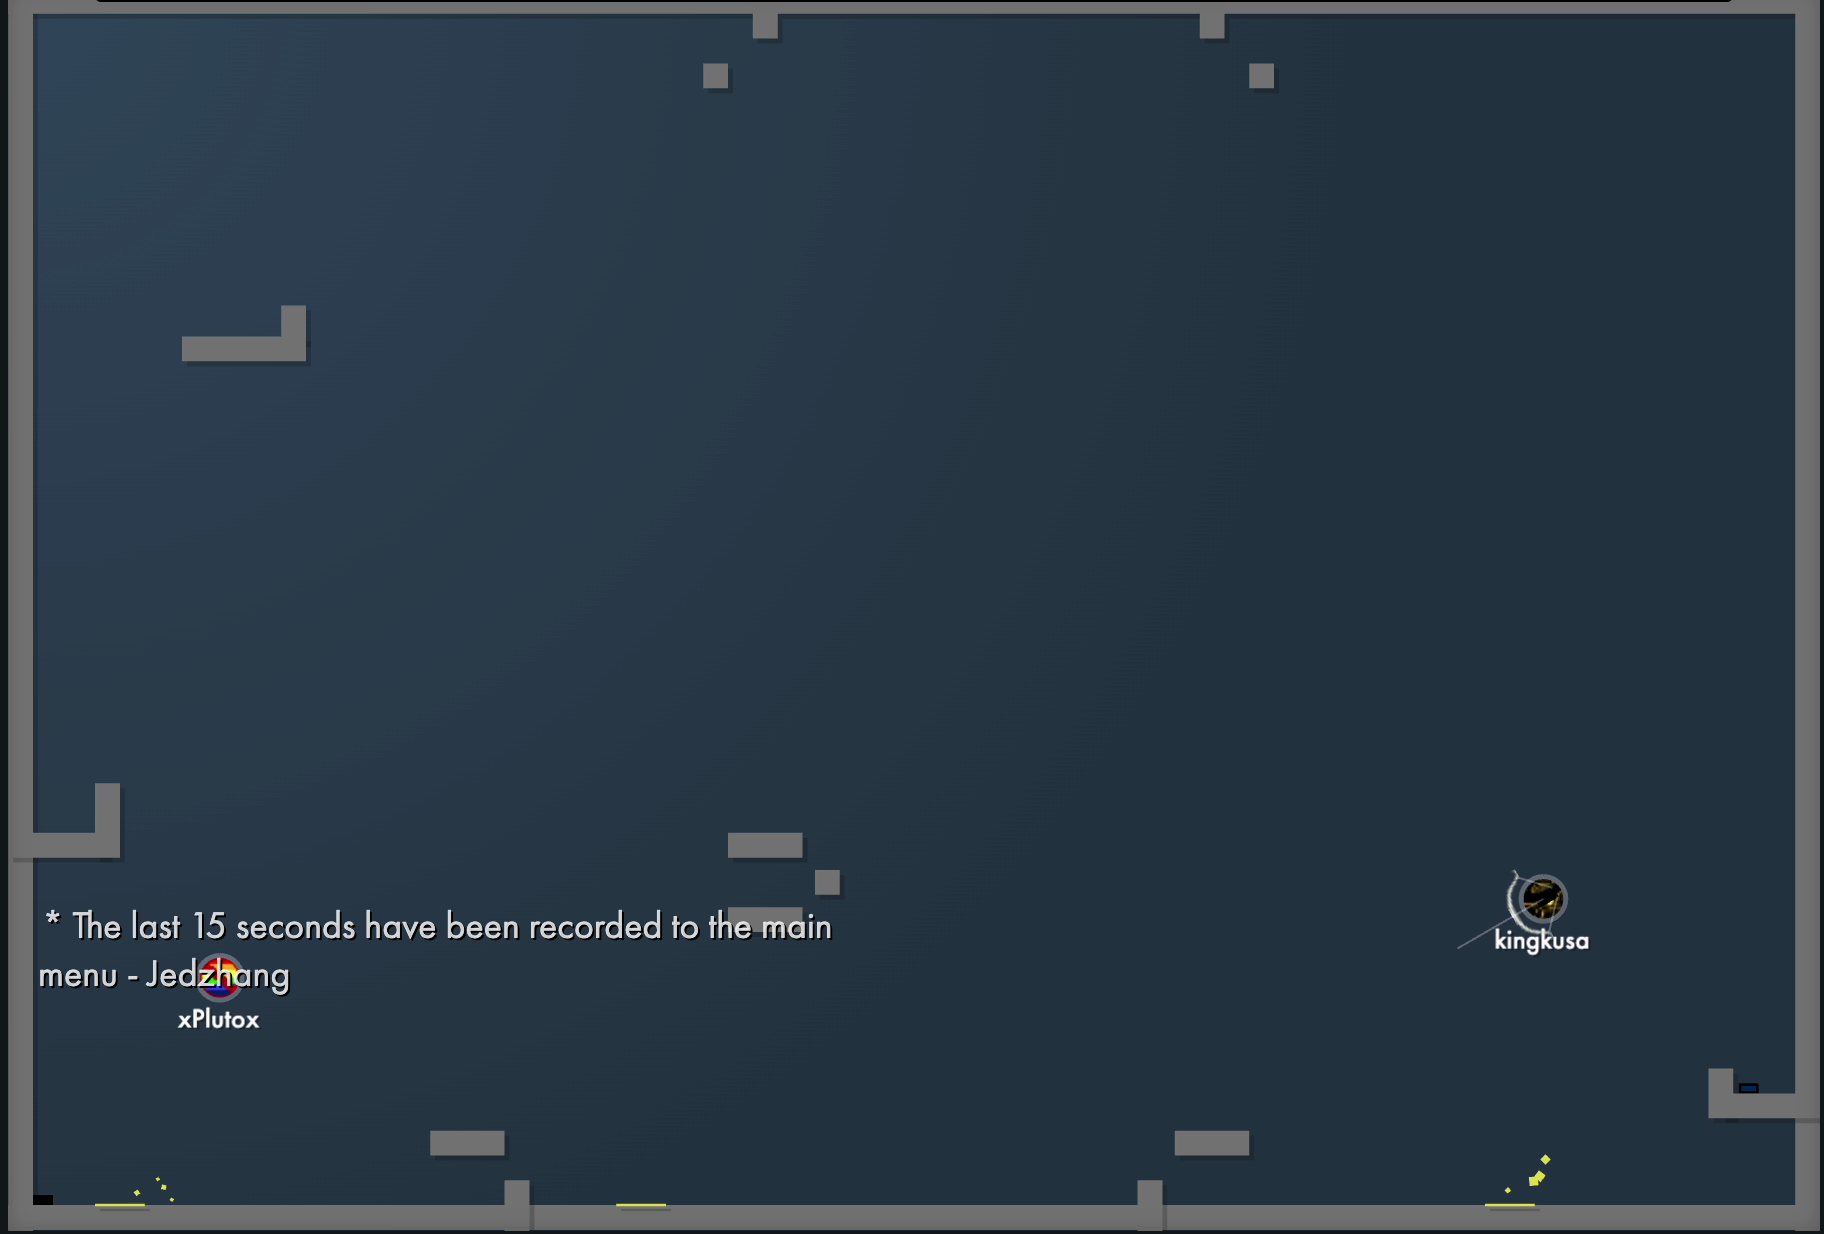 * The last 15 seconds have been recorded to the main
menu - Jedzhang
kingkusa
xPlutox